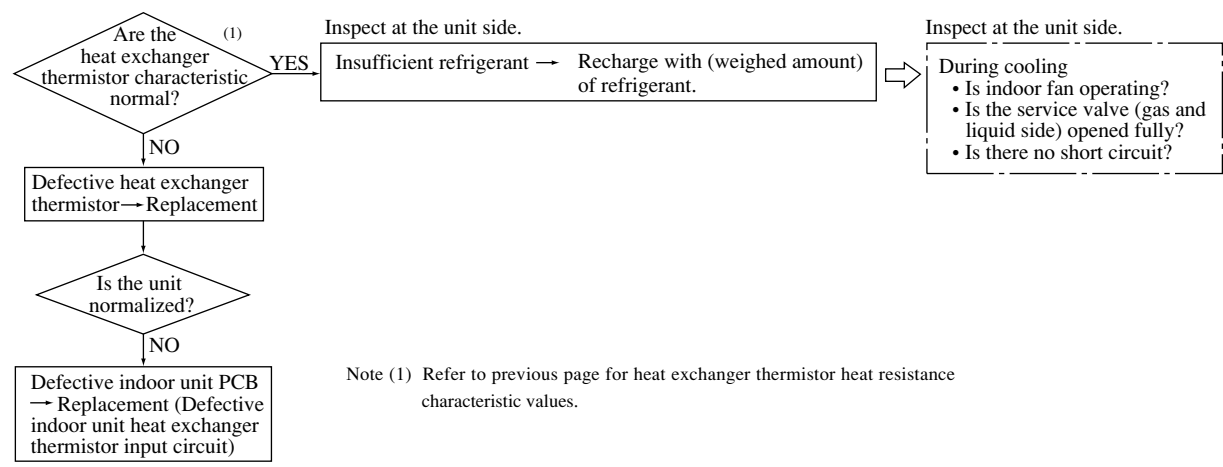 Are the
heat exchanger
thermistor characteristic
normal?
(1)
YES
Inspect at the unit side.
Insufficient refrigerant → Recharge with (weighed amount)
of refrigerant.
Inspect at the unit side.
During cooling
• Is indoor fan operating?
• Is the service valve (gas and
liquid side) opened fully?
• Is there no short circuit?
NO
Defective heat exchanger
thermistor → Replacement
Is the unit
normalized?
NO
Defective indoor unit PCB
→ Replacement (Defective
indoor unit heat exchanger
thermistor input circuit)
Note (1) Refer to previous page for heat exchanger thermistor heat resistance
characteristic values.